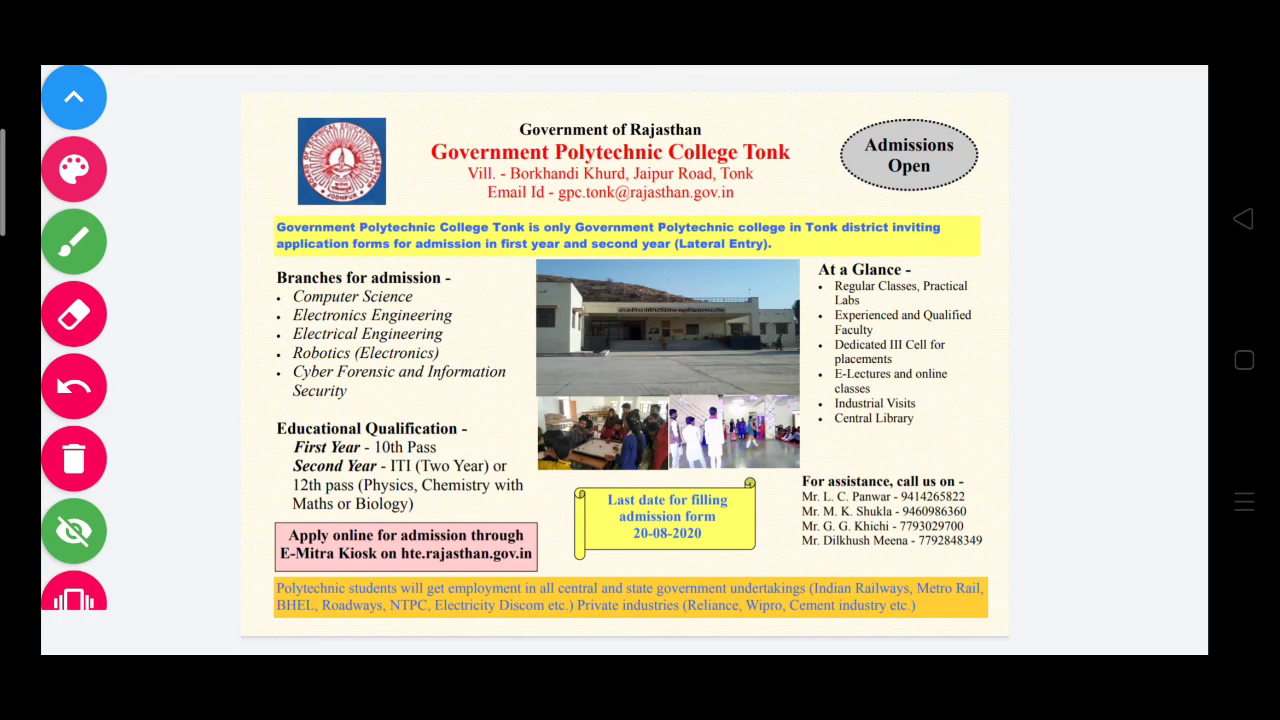 Government of Rajasthan
Government Polytechnic College Tonk
Vill. - Borkhandi Khurd, Jaipur Road, Tonk
Email Id - gpc.tonk@rajasthan.gov.in
Admissions
Open
Government Polytechnic College Tonk is only Government Polytechnic college in Tonk district inviting
application forms for admission in first year and second year (Lateral Entry).
Branches for admission -
• Computer Science
• Electronics Engineering
• Electrical Engineering
• Robotics (Electronics)
• Cyber Forensic and Information
Security
Educational Qualification -
First Year - 10th Pass
Second Year - ITI (Two Year) or
12th pass (Physics, Chemistry with
Maths or Biology)
Apply online for admission through
E-Mitra Kiosk on hte.rajasthan.gov.in
Last date for filling
admission form
20-08-2020
At a Glance -
• Regular Classes, Practical
Labs
• Experienced and Qualified
Faculty
• Dedicated III Cell for
placements
• E-Lectures and online
classes
• Industrial Visits
• Central Library
For assistance, call us on -
Mr. L. C. Panwar - 9414265822
Mr. M. K. Shukla - 9460986360
Mr. G. G. Khichi - 7793029700
Mr. Dilkhush Meena - 7792848349
Polytechnic students will get employment in all central and state government undertakings (Indian Railways, Metro Rail,
BHEL, Roadways, NTPC, Electricity Discom etc.) Private industries (Reliance, Wipro, Cement industry etc.)